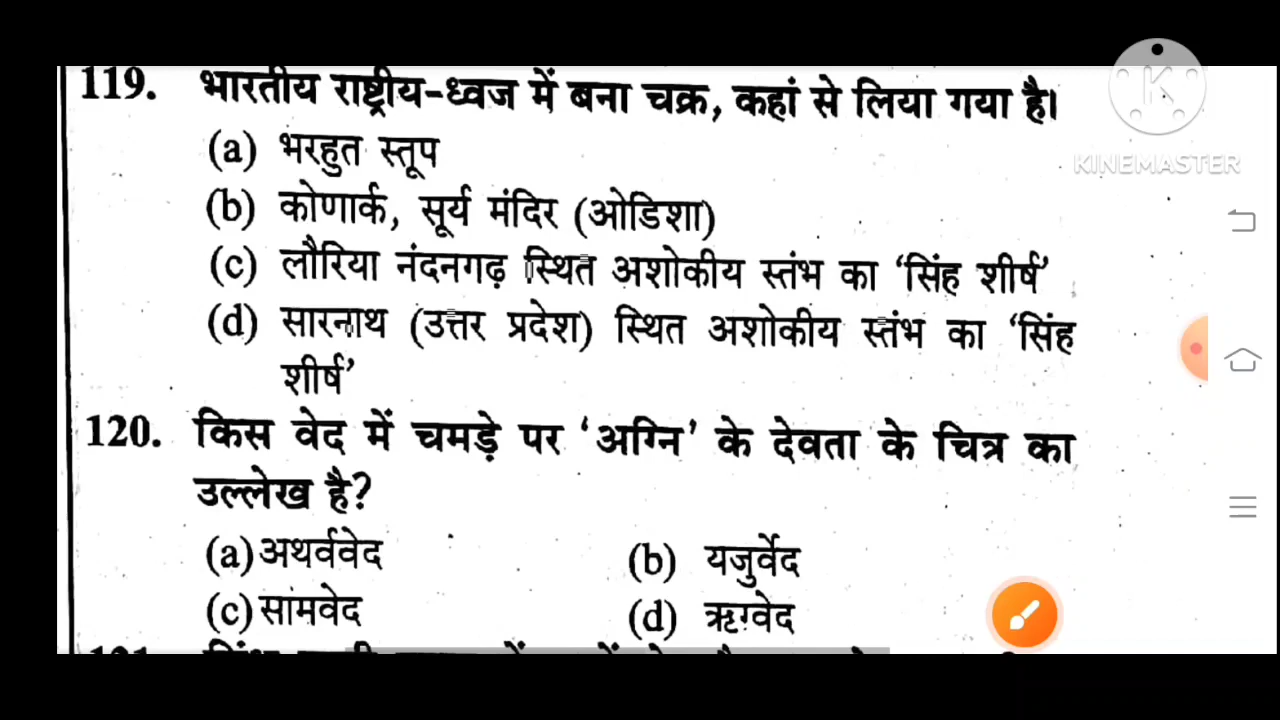 KINEMASTER
119. भारतीय राष्ट्रीय-ध्वज में बना चक्र, कहां से लिया गया है।
(a) भरहुत स्तूप
(b) कोणार्क, सूर्य मंदिर (ओडिशा)
(c) लौरिया नंदनगढ़ स्थित अशोकीय स्तंभ का ‘सिंह शीर्ष’
(d) सारनाथ (उत्तर प्रदेश) स्थित अशोकीय स्तंभ का ‘सिंह
शीर्ष’
120. किस वेद में चमड़े पर ‘अग्नि’ के देवता के चित्र का
उल्लेख है?
(a) अथर्ववेद (b) यजुर्वेद
(c) सामवेद (d) ऋग्वेद